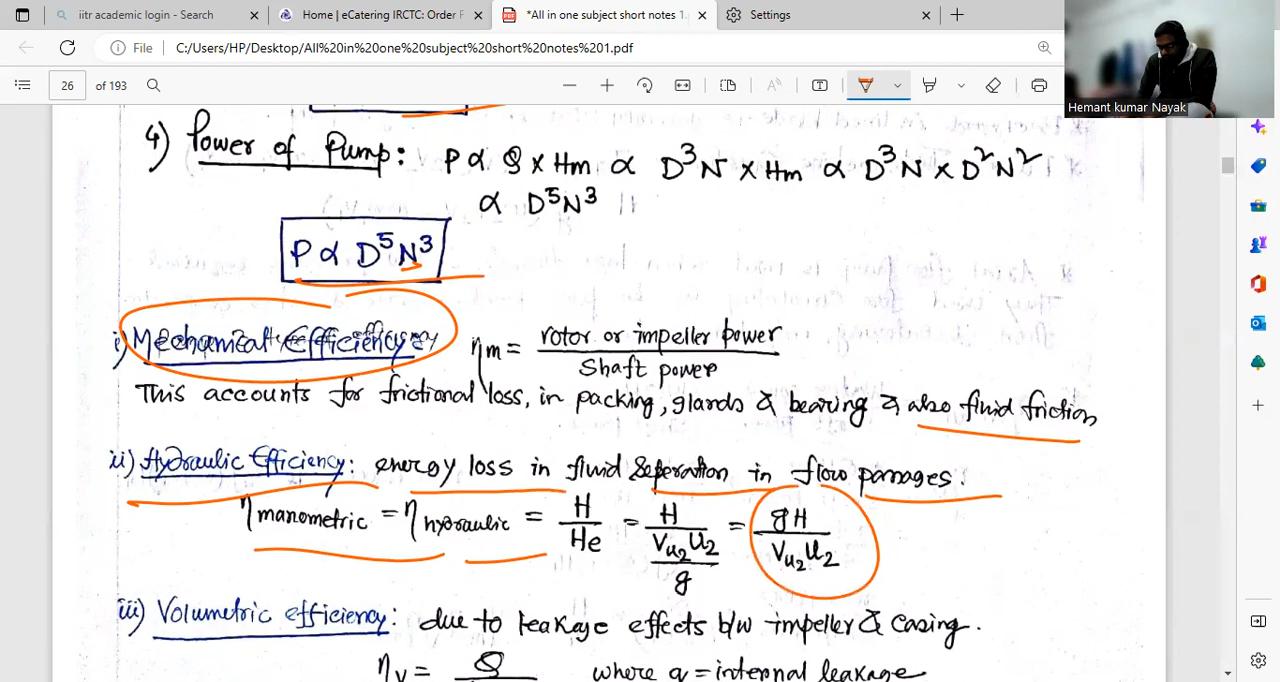 iitr academic login - Search
Home | eCatering IRCTC: Order F
*All in one subject short notes 1.
Settings
File
C:/Users/HP/Desktop/All%20in%20one%20subject%20short%20notes%201.pdf
26 of 193
Hemant kumar Nayak
4) Power of Pump: P ∝ Q × Hm ∝ D³N × Hm ∝ D³N × D²N²
∝ D⁵N³
P ∝ D⁵N³
i) Mechanical Efficiency ηm = rotor or impeller power / Shaft power
This accounts for frictional loss, in packing, glands & bearing & also fluid friction
ii) Hydraulic Efficiency: energy loss in fluid Seperation in flow passages:
η manometric = η hydraulic = H / He = H / (Vu₂U₂ / g) = gH / Vu₂U₂
iii) Volumetric efficiency: due to leakage effects b/w impeller & Casing.
ηv = Q where q = internal leakage